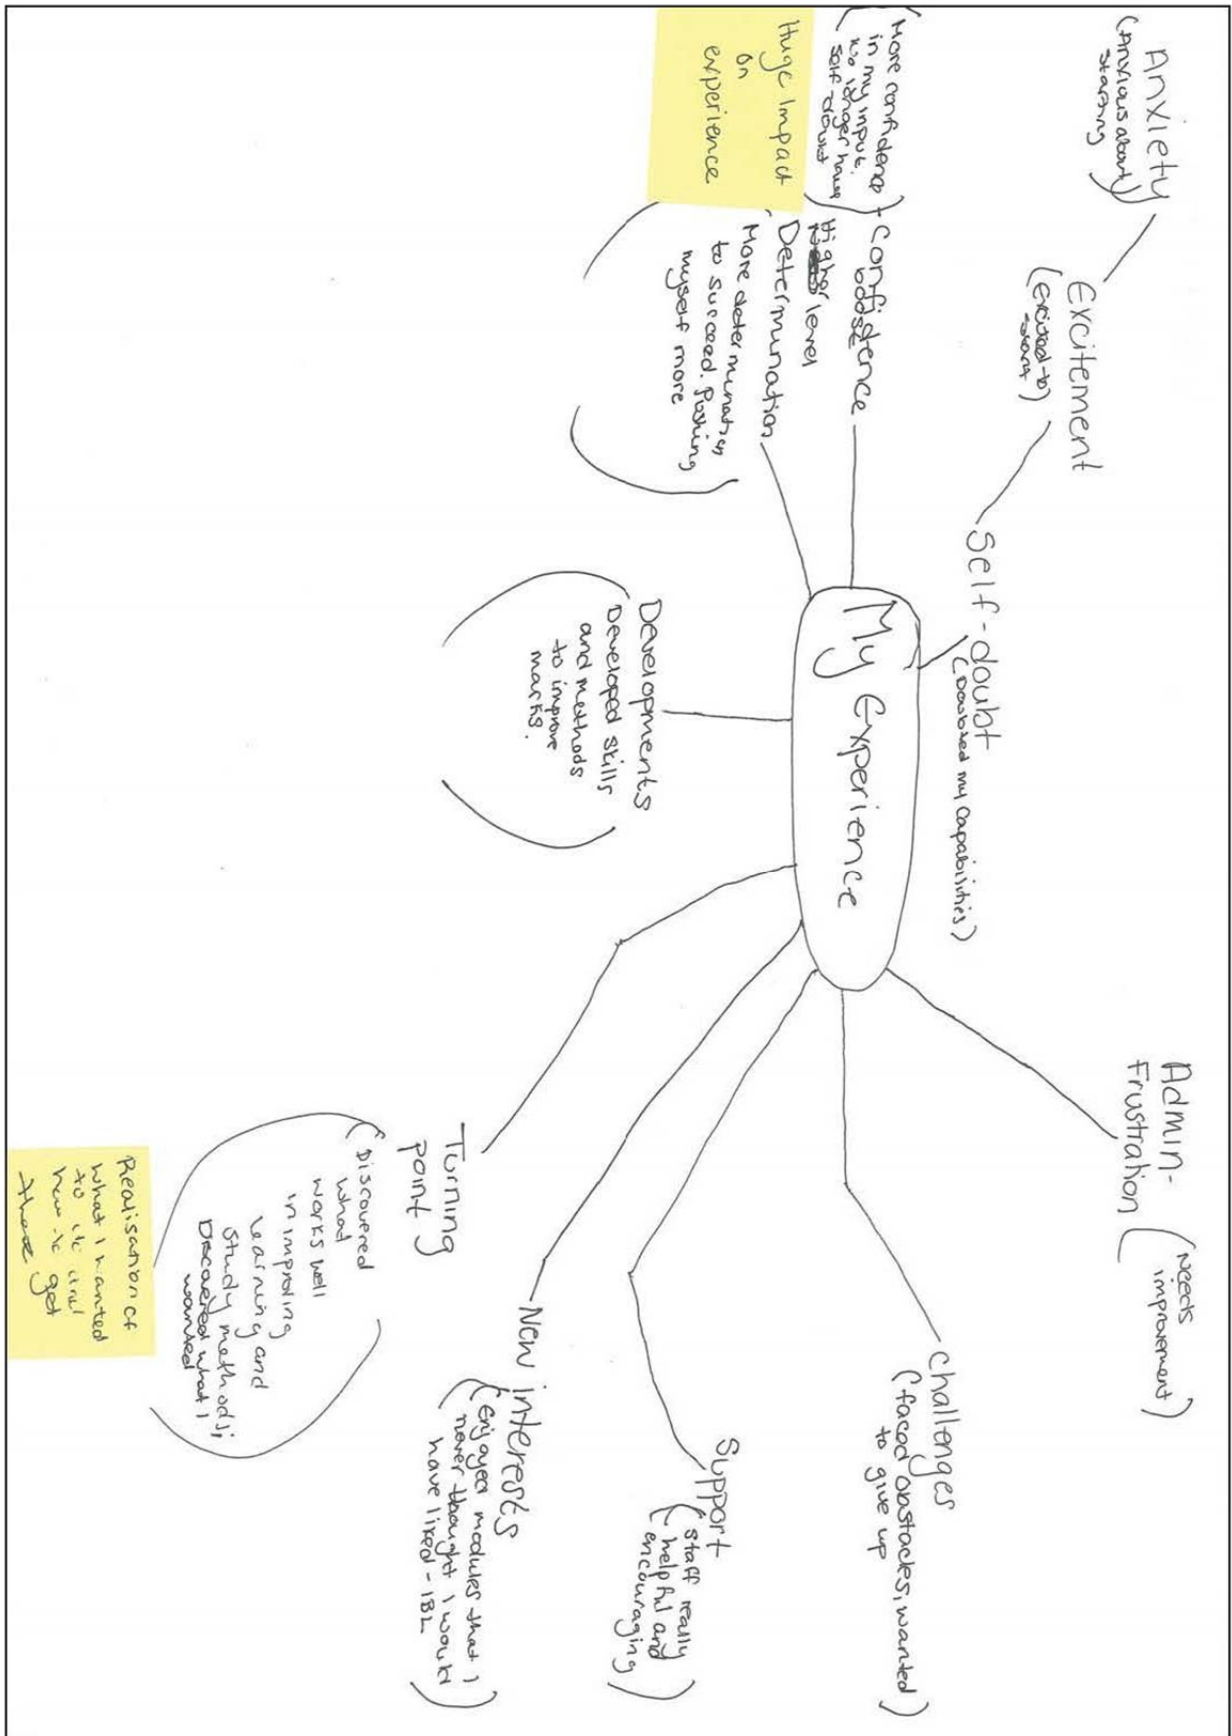 Anxiety
(Anxious about
starting)
Excitement
(Excited to
start)
Self-doubt
(Doubted my capabilities)
Admin-
Frustration
(Needs
improvement)
My Experience
Challenges
(faced obstacles, wanted
to give up)
Support
(staff really
helpful and
encouraging)
New interests
(Enjoyed modules that I
never thought I would
have liked - IBL)
Turning
point
(Discovered
what
works well
in improving
learning and
study methods;
Discovered what I
wanted)
Realisation of
what I wanted
to do and
how to get
there
Developments
(Developed skills
and methods
to improve
marks.)
+ Confidence
boost
(More confidence
in my input.
No longer have
self-doubt)
Higher level
Determination
(More determination
to succeed. Pushing
myself more)
Huge Impact
on
experience